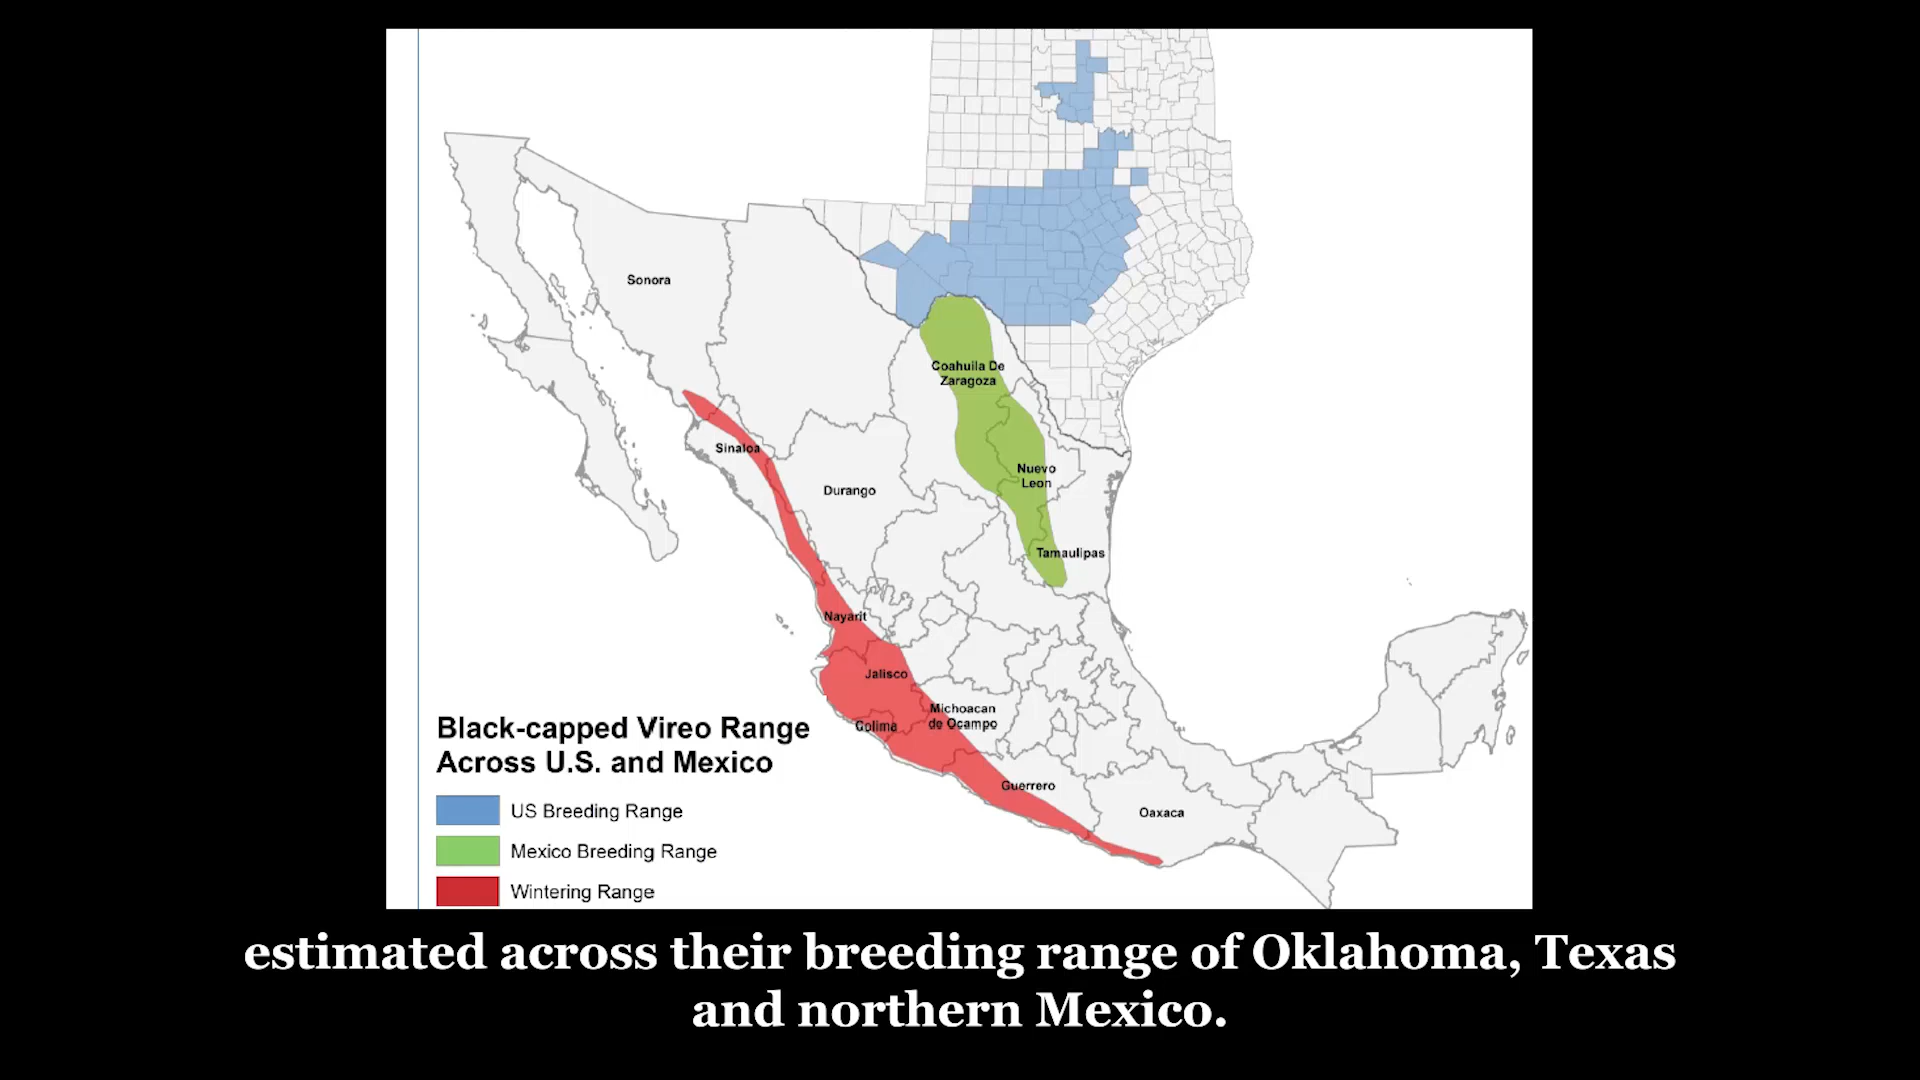 Sonora
Coahuila De
Zaragoza
Sinaloa
Nuevo
Leon
Durango
Tamaulipas
Nayarit
Jalisco
Michoacan
de Ocampo
Colima
Guerrero
Oaxaca
Black-capped Vireo Range
Across U.S. and Mexico
US Breeding Range
Mexico Breeding Range
Wintering Range
estimated across their breeding range of Oklahoma, Texas
and northern Mexico.